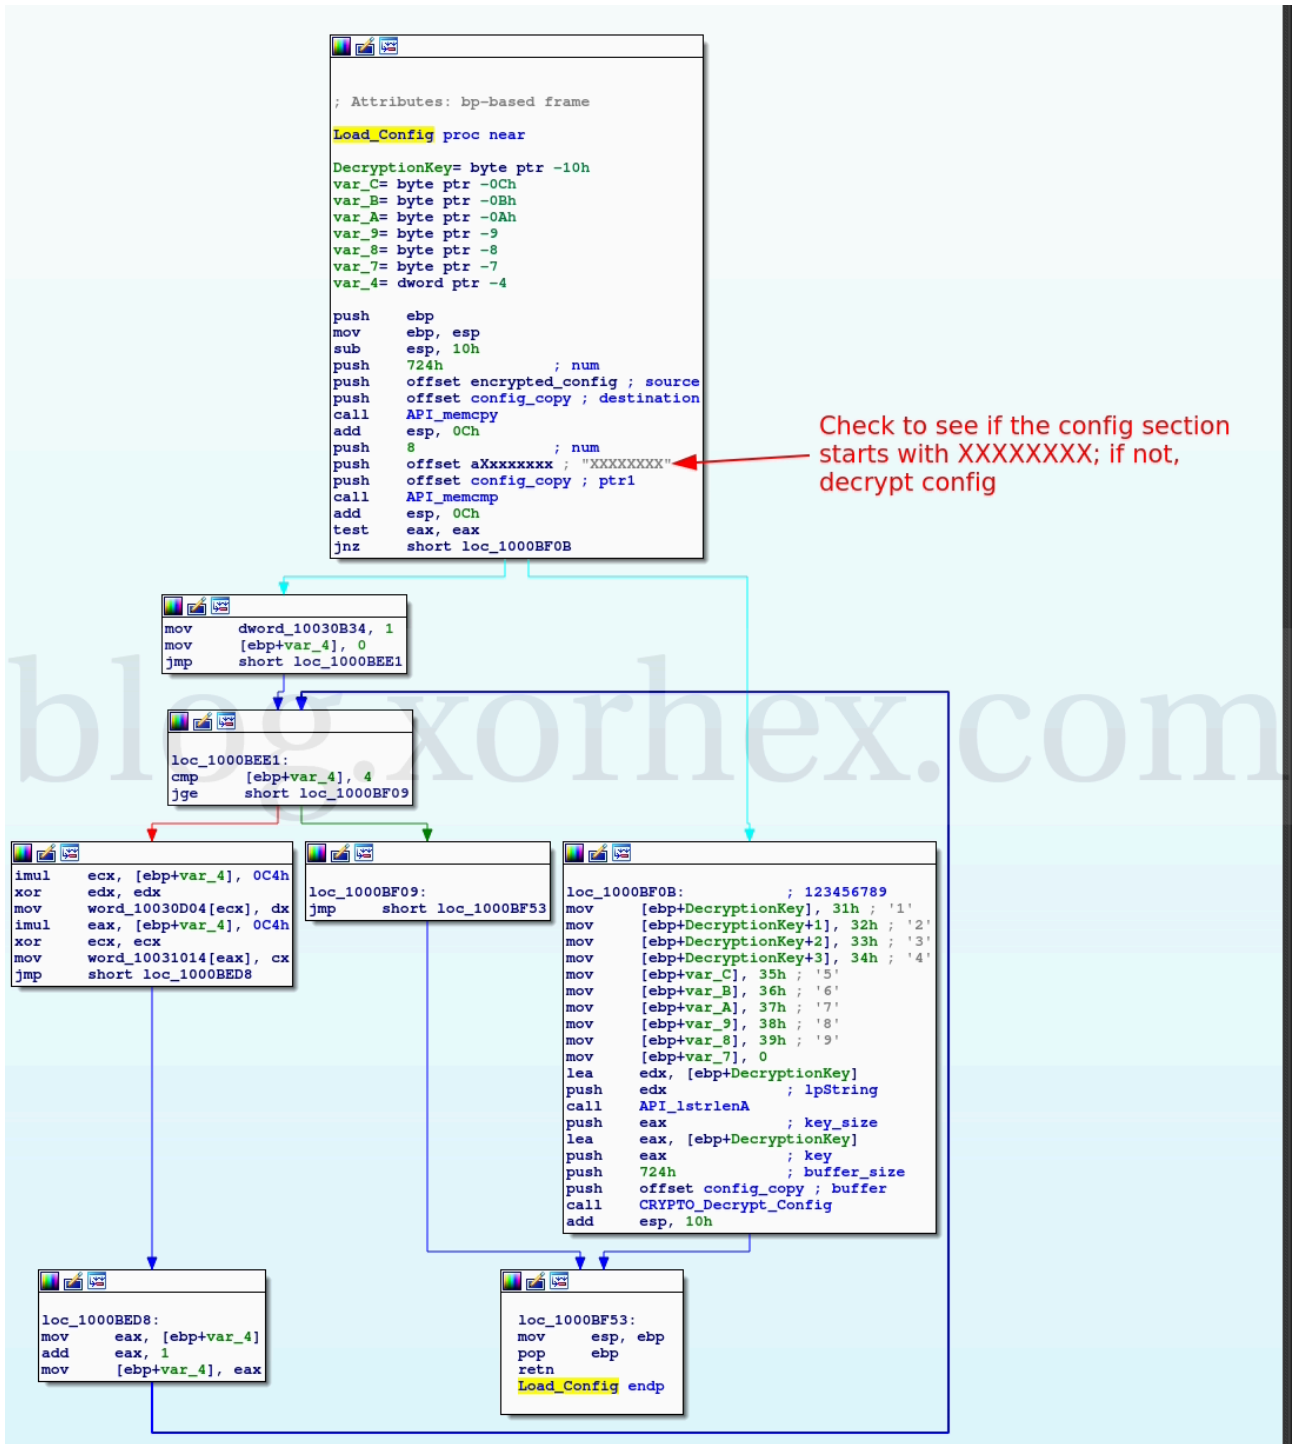 ; Attributes: bp-based frame
Load_Config proc near
DecryptionKey= byte ptr -10h
var_C= byte ptr -0Ch
var_B= byte ptr -0Bh
var_A= byte ptr -0Ah
var_9= byte ptr -9
var_8= byte ptr -8
var_7= byte ptr -7
var_4= dword ptr -4
push ebp
mov ebp, esp
sub esp, 10h
push 724h ; num
push offset encrypted_config ; source
push offset config_copy ; destination
call API_memcpy
add esp, 0Ch
push 8 ; num
push offset aXxxxxxxx ; "XXXXXXXX"
push offset config_copy ; ptr1
call API_memcmp
add esp, 0Ch
test eax, eax
jnz short loc_1000BF0B
Check to see if the config section
starts with XXXXXXXX; if not,
decrypt config
mov dword_10030B34, 1
mov [ebp+var_4], 0
jmp short loc_1000BEE1
blog.xorhex.com
loc_1000BEE1:
cmp [ebp+var_4], 4
jge short loc_1000BF09
imul ecx, [ebp+var_4], 0C4h
xor edx, edx
mov word_10030D04[ecx], dx
imul eax, [ebp+var_4], 0C4h
xor ecx, ecx
mov word_10031014[eax], cx
jmp short loc_1000BED8
loc_1000BF09:
jmp short loc_1000BF53
loc_1000BF0B: ; 123456789
mov [ebp+DecryptionKey], 31h ; '1'
mov [ebp+DecryptionKey+1], 32h ; '2'
mov [ebp+DecryptionKey+2], 33h ; '3'
mov [ebp+DecryptionKey+3], 34h ; '4'
mov [ebp+var_C], 35h ; '5'
mov [ebp+var_B], 36h ; '6'
mov [ebp+var_A], 37h ; '7'
mov [ebp+var_9], 38h ; '8'
mov [ebp+var_8], 39h ; '9'
mov [ebp+var_7], 0
lea edx, [ebp+DecryptionKey]
push edx ; lpString
call API_lstrlenA
push eax ; key_size
lea eax, [ebp+DecryptionKey]
push eax ; key
push 724h ; buffer_size
push offset config_copy ; buffer
call CRYPTO_Decrypt_Config
add esp, 10h
loc_1000BED8:
mov eax, [ebp+var_4]
add eax, 1
mov [ebp+var_4], eax
loc_1000BF53:
mov esp, ebp
pop ebp
retn
Load_Config endp